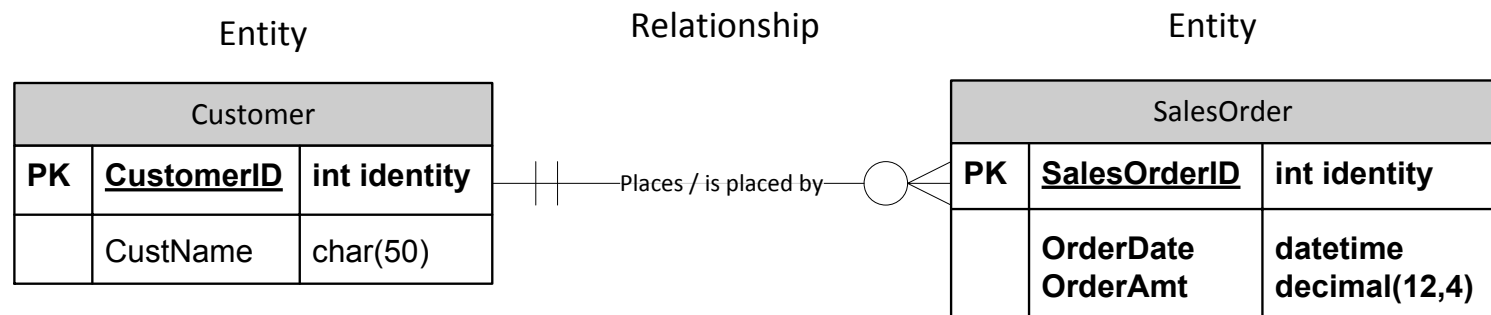 Entity Relationship Entity
Customer
PK CustomerID int identity
CustName char(50)
Places / is placed by
SalesOrder
PK SalesOrderID int identity
OrderDate datetime
OrderAmt decimal(12,4)